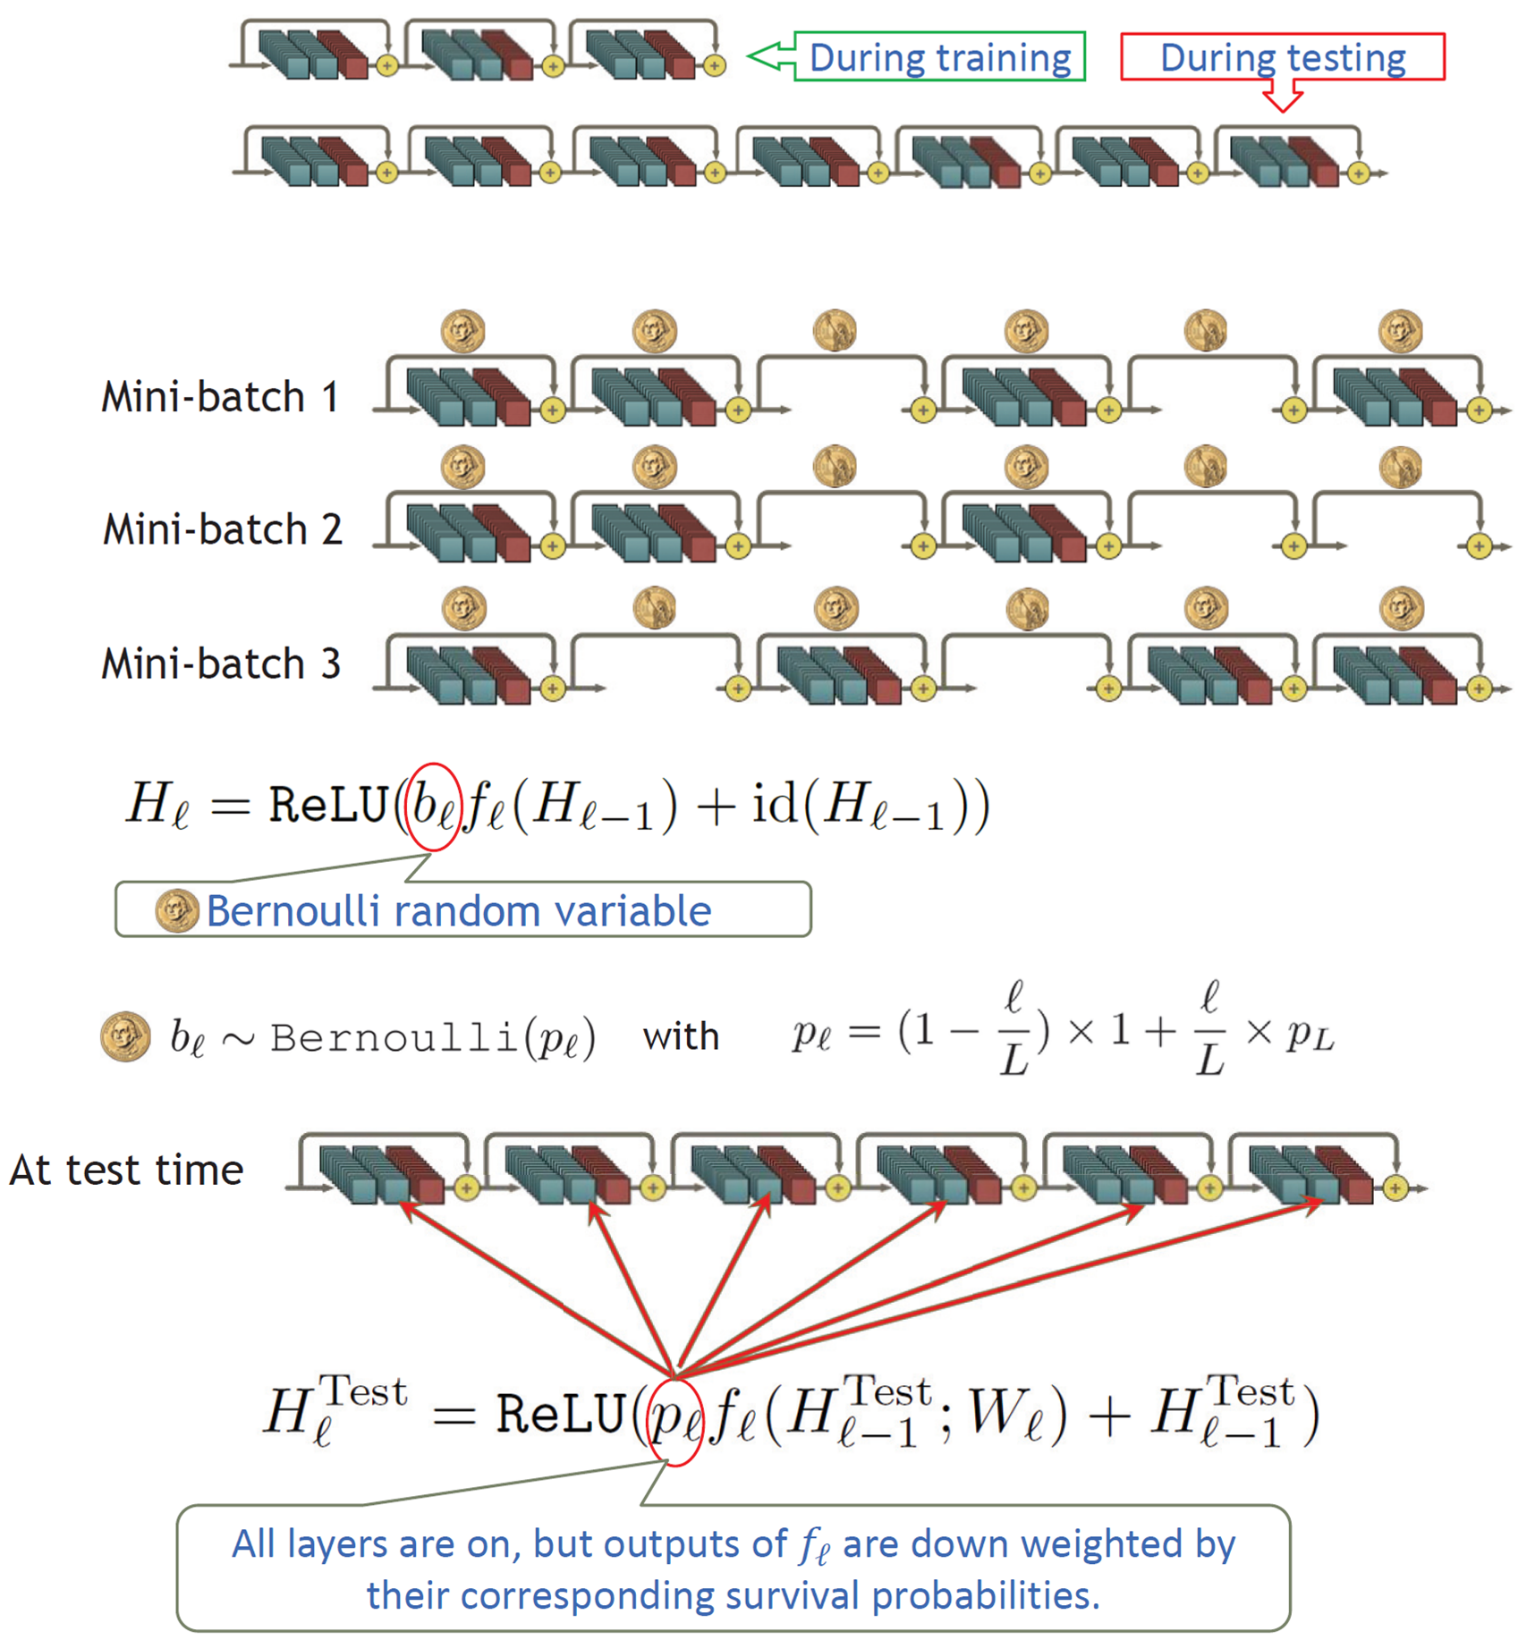 During training
During testing
Mini-batch 1
Mini-batch 2
Mini-batch 3
H_ℓ = ReLU(b_ℓ f_ℓ(H_{ℓ−1}) + id(H_{ℓ−1}))
Bernoulli random variable
b_ℓ ∼ Bernoulli(p_ℓ) with p_ℓ = (1 − ℓ/L) × 1 + ℓ/L × p_L
At test time
H_ℓ^Test = ReLU(p_ℓ f_ℓ(H_{ℓ−1}^Test; W_ℓ) + H_{ℓ−1}^Test)
All layers are on, but outputs of f_ℓ are down weighted by
their corresponding survival probabilities.